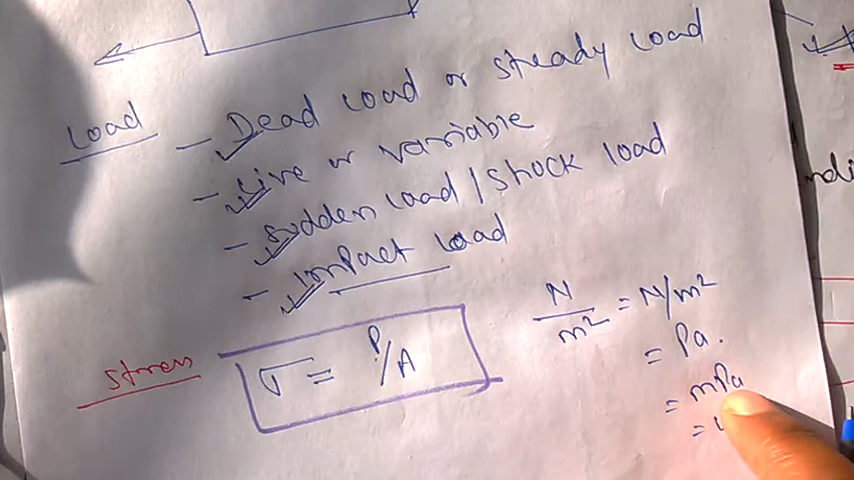 Load - Dead load or steady load
- Live or variable
- Sudden load / Shock load
- Impact load
Stress σ = P/A
N/m² = N/m²
= Pa.
= mPa
=